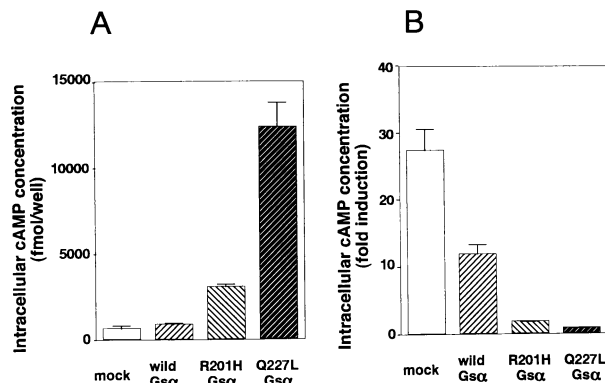 A
B
Intracellular cAMP concentration
(fmol/well)
15000
10000
5000
0
mock
wild
Gsα
R201H
Gsα
Q227L
Gsα
Intracellular cAMP concentration
(fold induction)
40
30
20
10
0
mock
wild
Gsα
R201H
Gsα
Q227L
Gsα